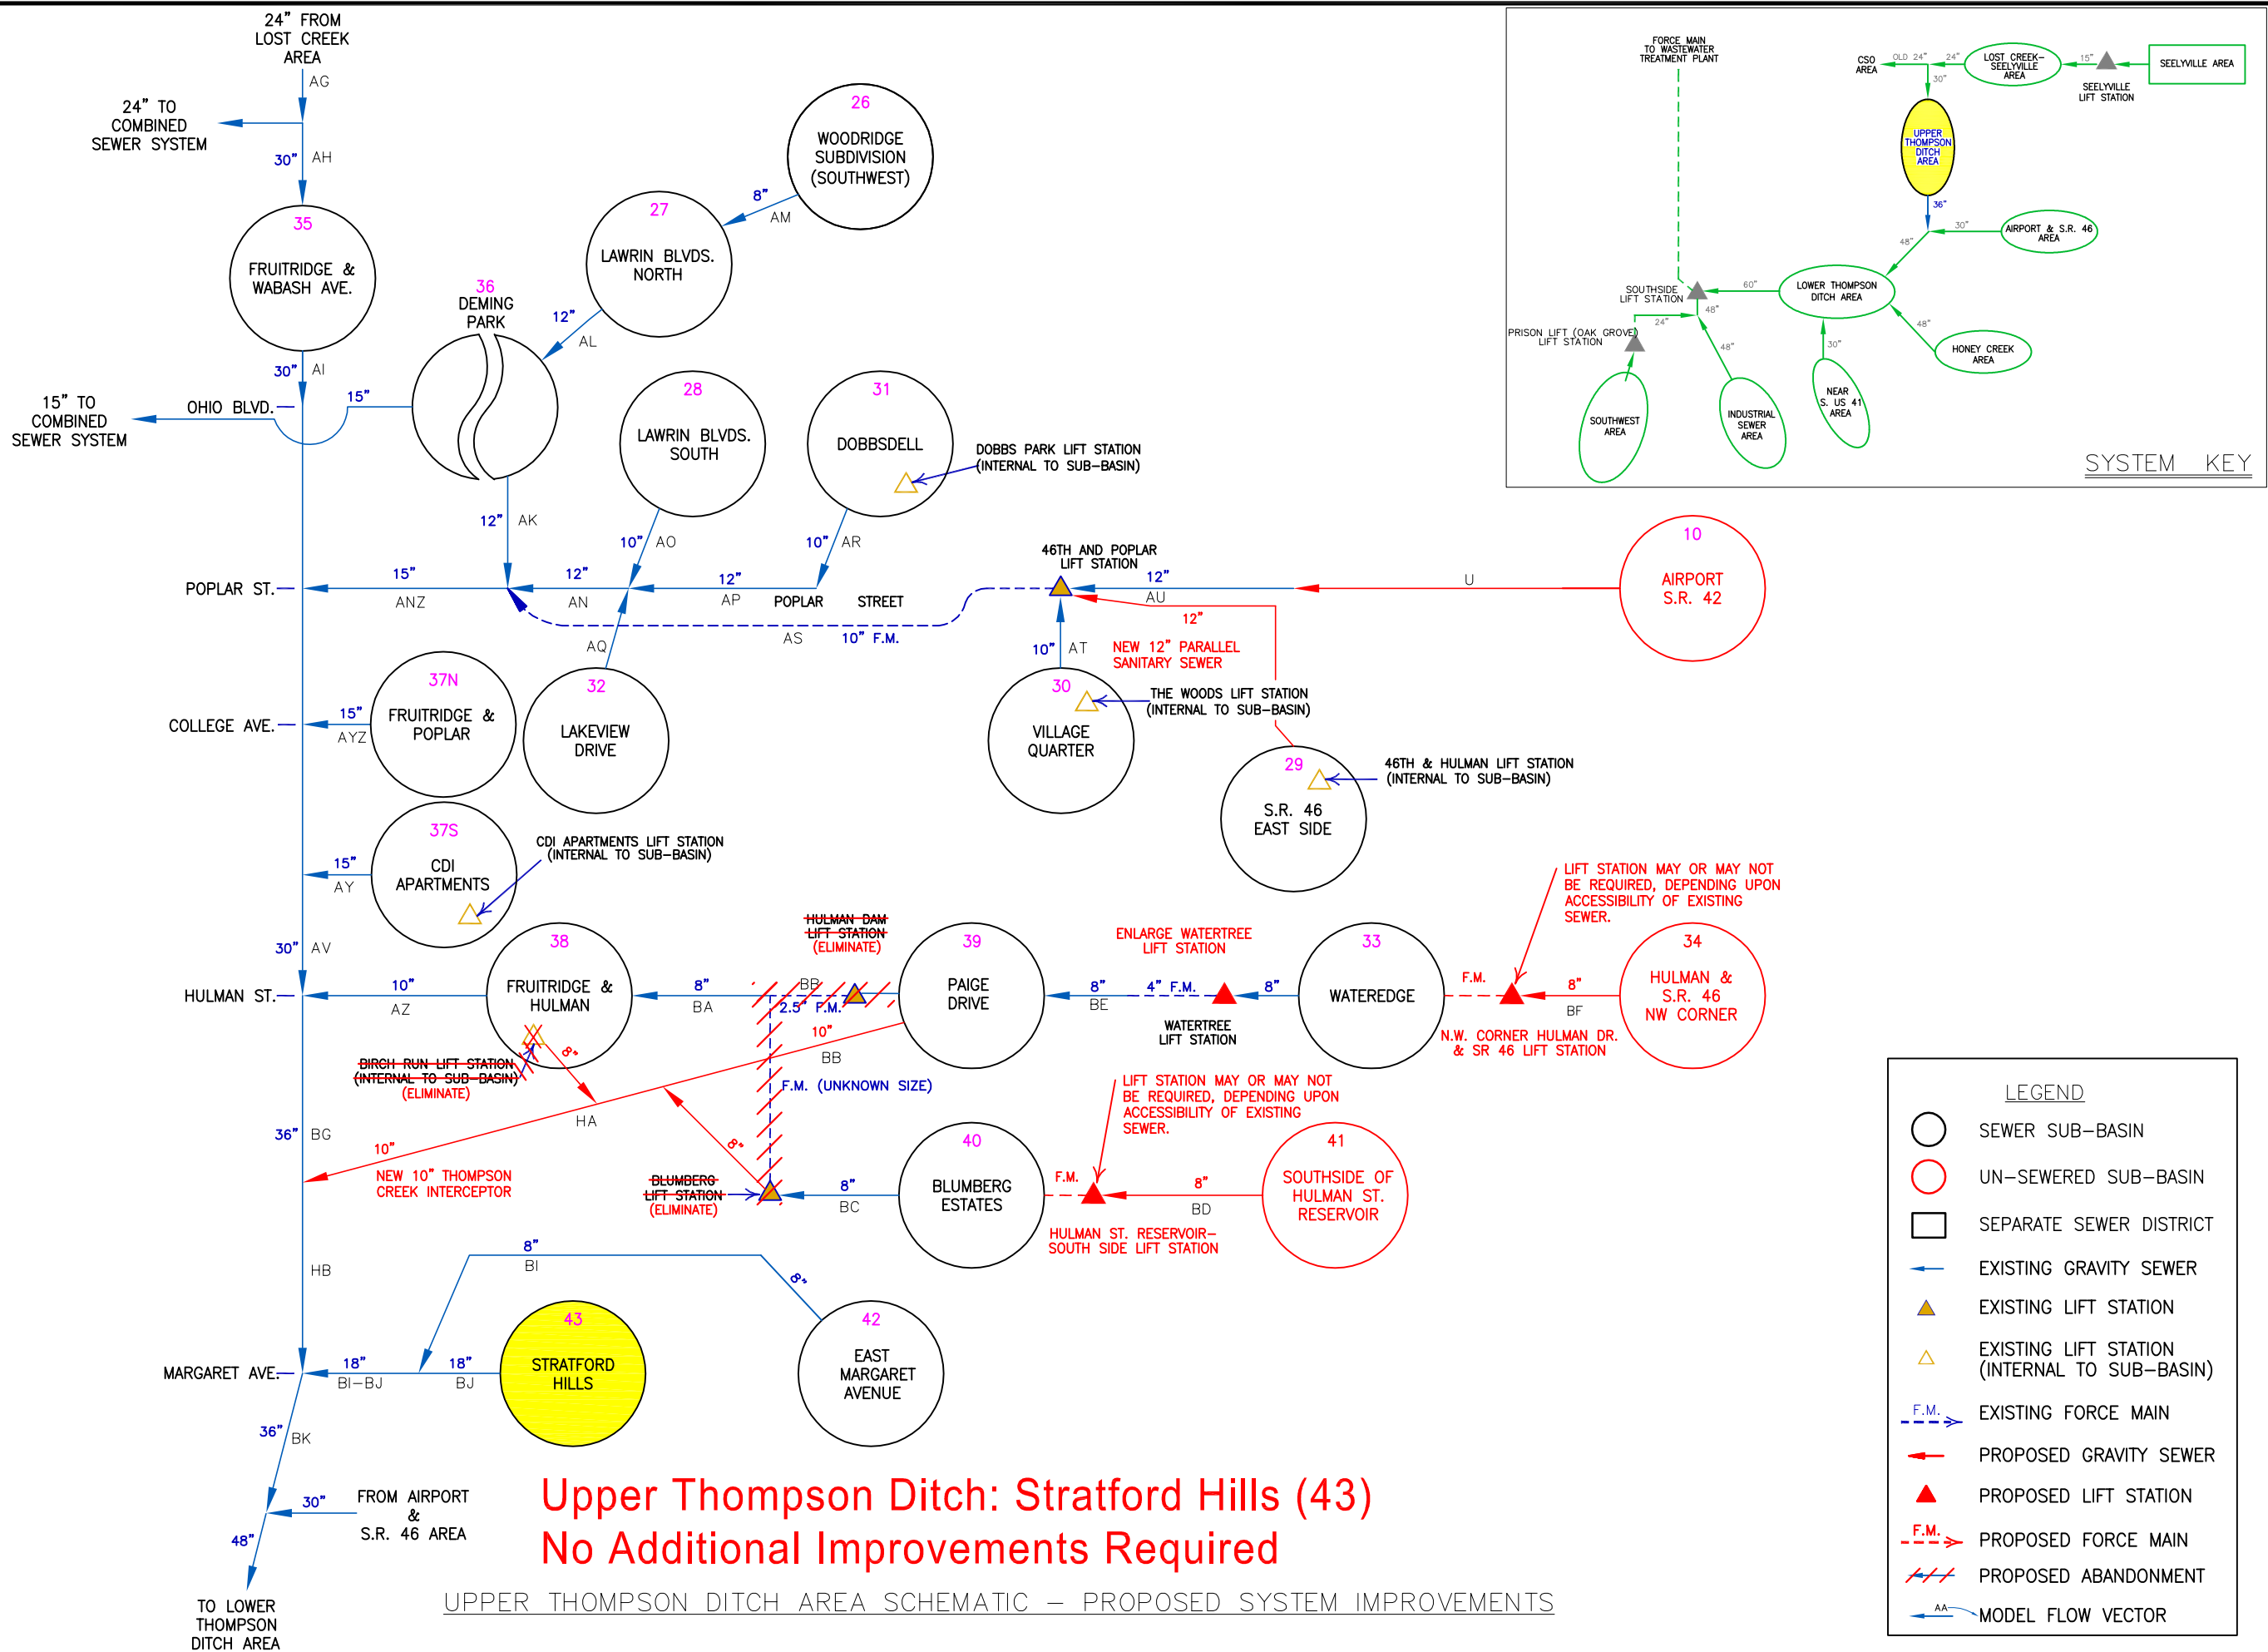 24" FROM
LOST CREEK
AREA
AG
24" TO
COMBINED
SEWER SYSTEM
30"
AH
35
FRUITRIDGE &
WABASH AVE.
30"
AI
15" TO
COMBINED
SEWER SYSTEM
OHIO BLVD.
15"
36
DEMING
PARK
12"
AL
27
LAWRIN BLVDS.
NORTH
8"
AM
26
WOODRIDGE
SUBDIVISION
(SOUTHWEST)
28
LAWRIN BLVDS.
SOUTH
31
DOBBSDELL
DOBBS PARK LIFT STATION
(INTERNAL TO SUB-BASIN)
12"
AK
10"
AO
10"
AR
POPLAR ST.
15"
ANZ
12"
AN
12"
AP
POPLAR STREET
AS
10" F.M.
AQ
46TH AND POPLAR
LIFT STATION
12"
AU
U
12"
10
AIRPORT
S.R. 42
10"
AT
NEW 12" PARALLEL
SANITARY SEWER
COLLEGE AVE.
15"
AYZ
37N
FRUITRIDGE &
POPLAR
32
LAKEVIEW
DRIVE
30
VILLAGE
QUARTER
THE WOODS LIFT STATION
(INTERNAL TO SUB-BASIN)
29
S.R. 46
EAST SIDE
46TH & HULMAN LIFT STATION
(INTERNAL TO SUB-BASIN)
15"
AY
37S
CDI
APARTMENTS
CDI APARTMENTS LIFT STATION
(INTERNAL TO SUB-BASIN)
30"
AV
HULMAN ST.
10"
AZ
38
FRUITRIDGE &
HULMAN
8"
BA
HULMAN DAM
LIFT STATION
(ELIMINATE)
BB
2.5" F.M.
39
PAIGE
DRIVE
8"
BE
4" F.M.
ENLARGE WATERTREE
LIFT STATION
WATERTREE
LIFT STATION
8"
33
WATEREDGE
F.M.
8"
BF
34
HULMAN &
S.R. 46
NW CORNER
LIFT STATION MAY OR MAY NOT
BE REQUIRED, DEPENDING UPON
ACCESSIBILITY OF EXISTING
SEWER.
N.W. CORNER HULMAN DR.
& SR 46 LIFT STATION
BIRCH RUN LIFT STATION
(INTERNAL TO SUB-BASIN)
(ELIMINATE)
8"
10"
BB
HA
F.M. (UNKNOWN SIZE)
36"
BG
10"
NEW 10" THOMPSON
CREEK INTERCEPTOR
8"
BLUMBERG
LIFT STATION
(ELIMINATE)
8"
BC
40
BLUMBERG
ESTATES
F.M.
8"
BD
41
SOUTHSIDE OF
HULMAN ST.
RESERVOIR
LIFT STATION MAY OR MAY NOT
BE REQUIRED, DEPENDING UPON
ACCESSIBILITY OF EXISTING
SEWER.
HULMAN ST. RESERVOIR-
SOUTH SIDE LIFT STATION
HB
8"
BI
8"
MARGARET AVE.
18"
BI-BJ
18"
BJ
43
STRATFORD
HILLS
42
EAST
MARGARET
AVENUE
36"
BK
30"
FROM AIRPORT
&
S.R. 46 AREA
48"
TO LOWER
THOMPSON
DITCH AREA
Upper Thompson Ditch: Stratford Hills (43)
No Additional Improvements Required
UPPER THOMPSON DITCH AREA SCHEMATIC - PROPOSED SYSTEM IMPROVEMENTS
FORCE MAIN
TO WASTEWATER
TREATMENT PLANT
CSO
AREA
OLD 24"
24"
LOST CREEK-
SEELYVILLE
AREA
15"
SEELYVILLE
LIFT STATION
SEELYVILLE AREA
30"
UPPER
THOMPSON
DITCH
AREA
36"
30"
AIRPORT & S.R. 46
AREA
48"
SOUTHSIDE
LIFT STATION
60"
LOWER THOMPSON
DITCH AREA
48"
24"
PRISON LIFT (OAK GROVE)
LIFT STATION
48"
30"
48"
HONEY CREEK
AREA
SOUTHWEST
AREA
INDUSTRIAL
SEWER
AREA
NEAR
S. US 41
AREA
SYSTEM KEY
LEGEND
SEWER SUB-BASIN
UN-SEWERED SUB-BASIN
SEPARATE SEWER DISTRICT
EXISTING GRAVITY SEWER
EXISTING LIFT STATION
EXISTING LIFT STATION
(INTERNAL TO SUB-BASIN)
F.M.
EXISTING FORCE MAIN
PROPOSED GRAVITY SEWER
PROPOSED LIFT STATION
F.M.
PROPOSED FORCE MAIN
PROPOSED ABANDONMENT
AA
MODEL FLOW VECTOR